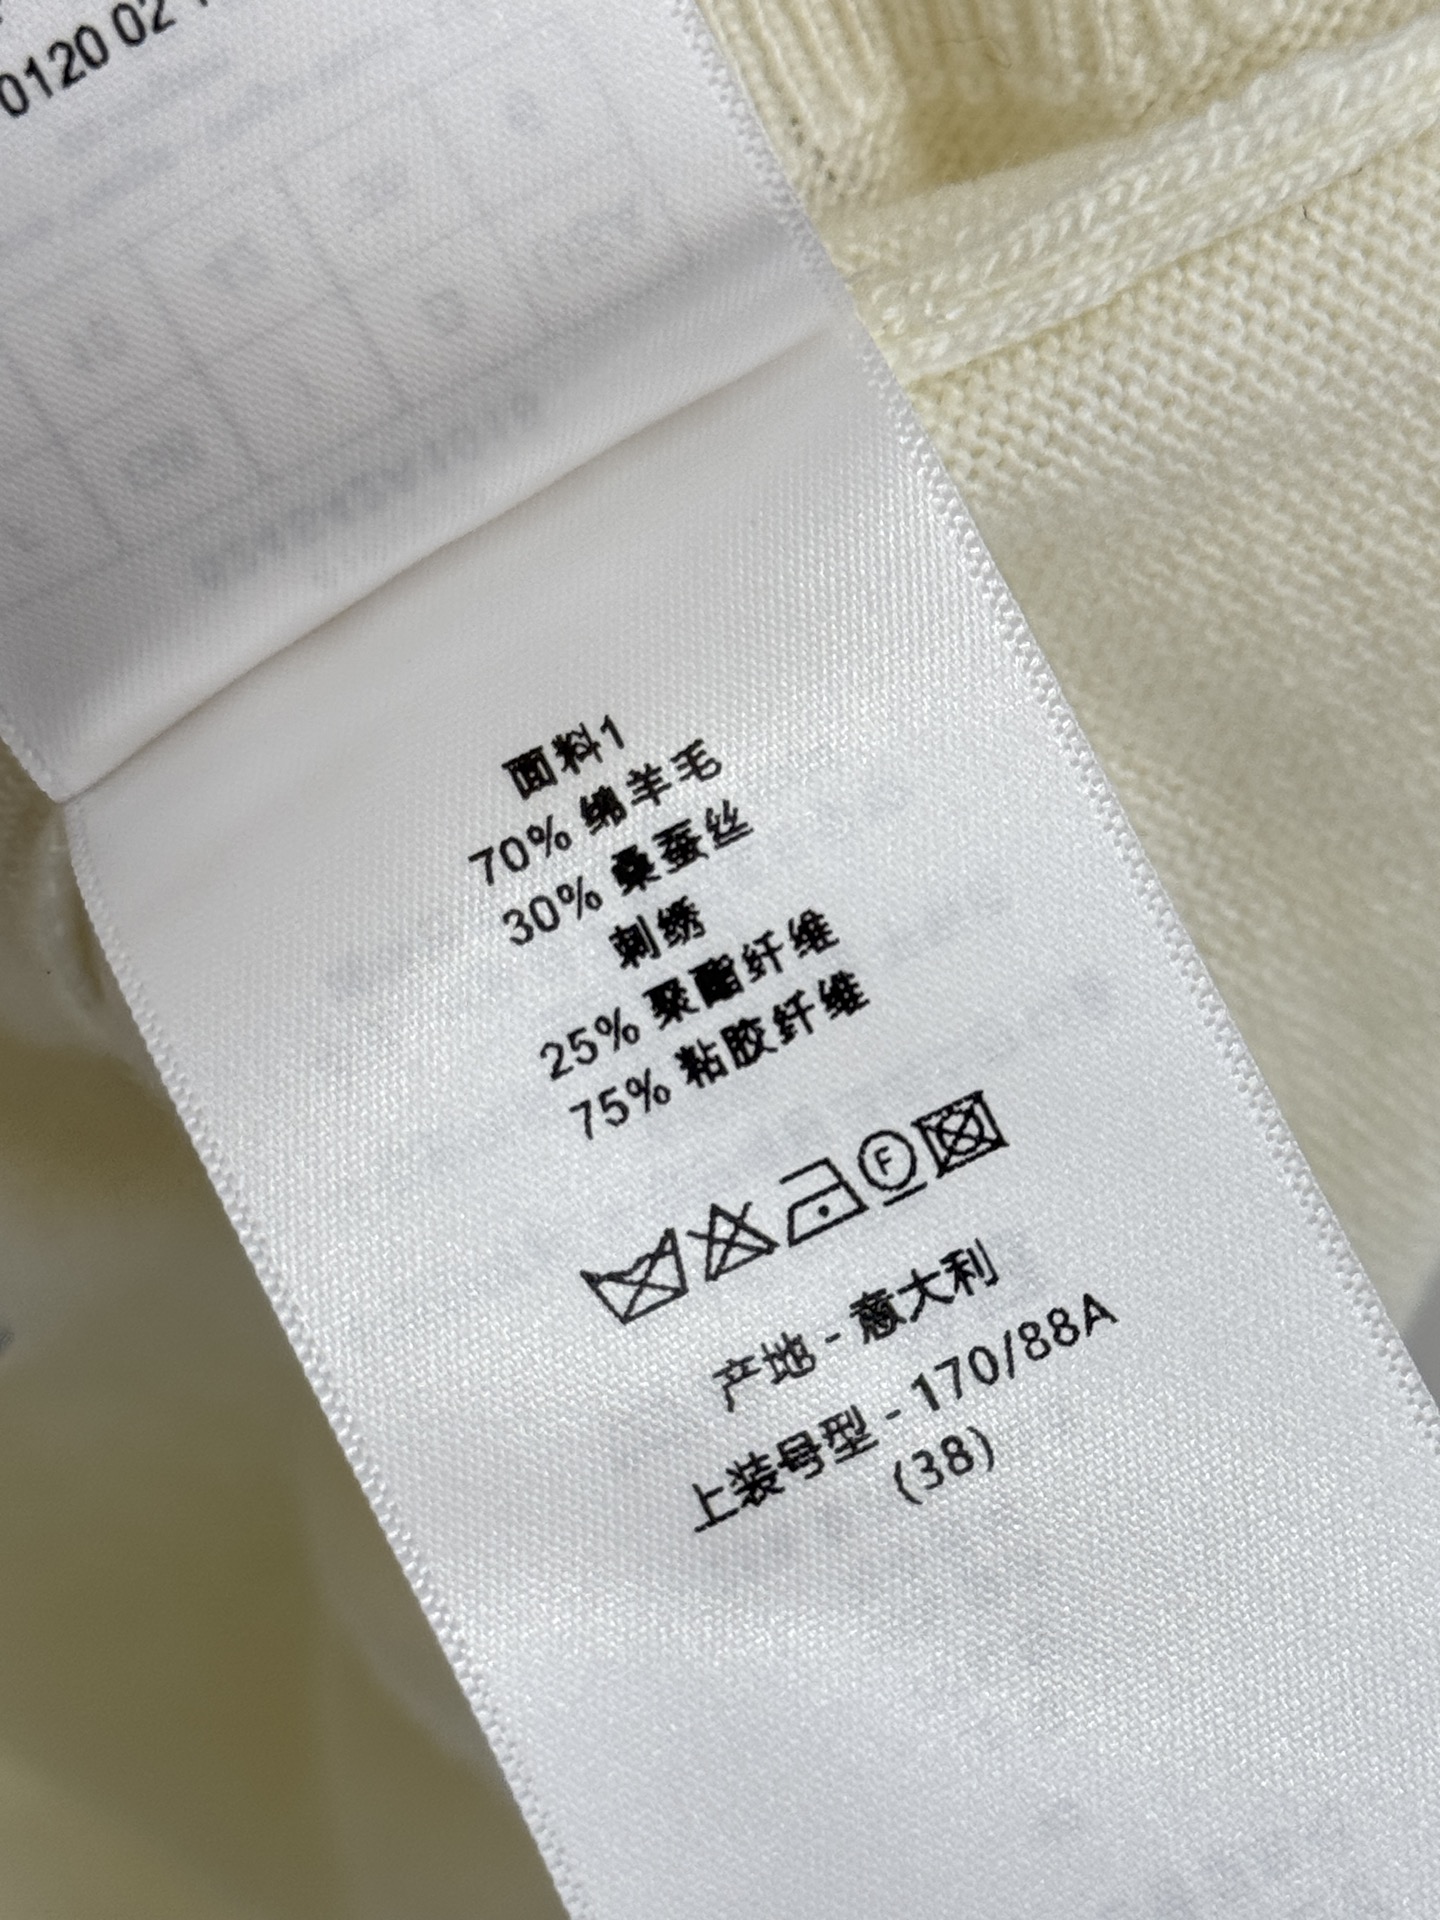 0120 02
面料1
70% 绵羊毛
30% 桑蚕丝
刺绣
25% 聚酯纤维
75% 粘胶纤维
F
产地 - 意大利
上装号型 - 170/88A
(38)